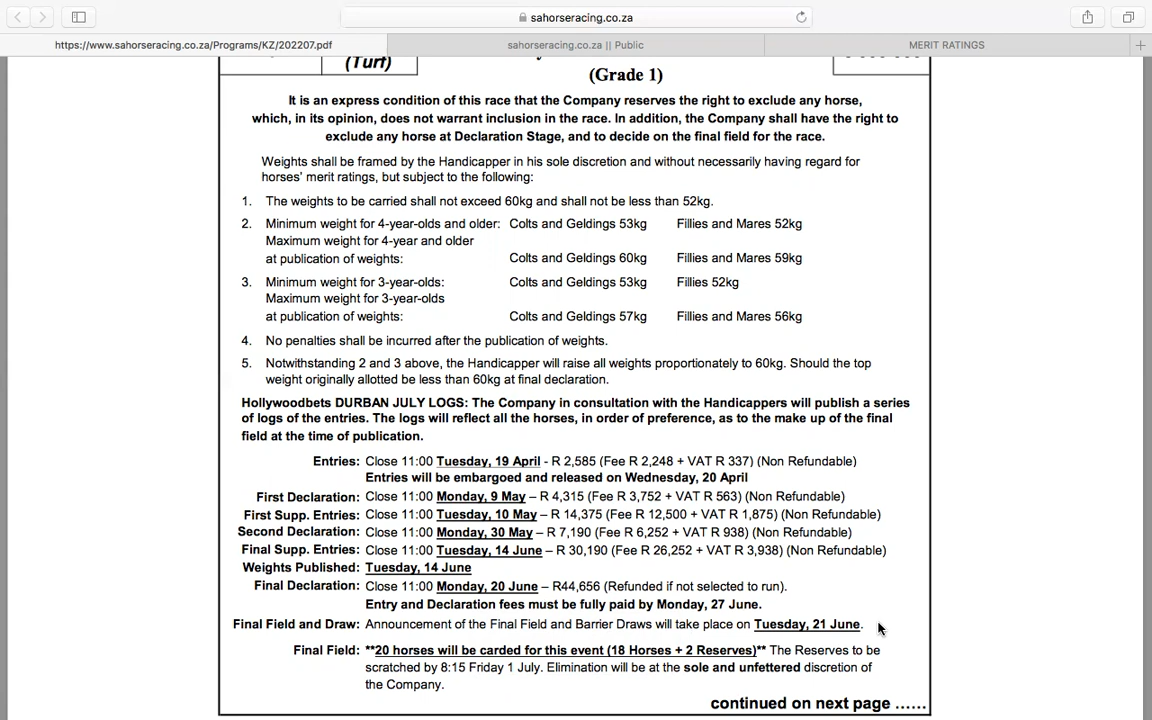 sahorseracing.co.za
https://www.sahorseracing.co.za/Programs/KZ/202207.pdf
sahorseracing.co.za || Public
MERIT RATINGS
(Turf)
(Grade 1)
It is an express condition of this race that the Company reserves the right to exclude any horse,
which, in its opinion, does not warrant inclusion in the race. In addition, the Company shall have the right to
exclude any horse at Declaration Stage, and to decide on the final field for the race.
Weights shall be framed by the Handicapper in his sole discretion and without necessarily having regard for
horses' merit ratings, but subject to the following:
1. The weights to be carried shall not exceed 60kg and shall not be less than 52kg.
2. Minimum weight for 4-year-olds and older: Colts and Geldings 53kg Fillies and Mares 52kg
Maximum weight for 4-year and older
at publication of weights: Colts and Geldings 60kg Fillies and Mares 59kg
3. Minimum weight for 3-year-olds: Colts and Geldings 53kg Fillies 52kg
Maximum weight for 3-year-olds
at publication of weights: Colts and Geldings 57kg Fillies and Mares 56kg
4. No penalties shall be incurred after the publication of weights.
5. Notwithstanding 2 and 3 above, the Handicapper will raise all weights proportionately to 60kg. Should the top
weight originally allotted be less than 60kg at final declaration.
Hollywoodbets DURBAN JULY LOGS: The Company in consultation with the Handicappers will publish a series
of logs of the entries. The logs will reflect all the horses, in order of preference, as to the make up of the final
field at the time of publication.
Entries: Close 11:00 Tuesday, 19 April - R 2,585 (Fee R 2,248 + VAT R 337) (Non Refundable)
Entries will be embargoed and released on Wednesday, 20 April
First Declaration: Close 11:00 Monday, 9 May – R 4,315 (Fee R 3,752 + VAT R 563) (Non Refundable)
First Supp. Entries: Close 11:00 Tuesday, 10 May – R 14,375 (Fee R 12,500 + VAT R 1,875) (Non Refundable)
Second Declaration: Close 11:00 Monday, 30 May – R 7,190 (Fee R 6,252 + VAT R 938) (Non Refundable)
Final Supp. Entries: Close 11:00 Tuesday, 14 June – R 30,190 (Fee R 26,252 + VAT R 3,938) (Non Refundable)
Weights Published: Tuesday, 14 June
Final Declaration: Close 11:00 Monday, 20 June – R44,656 (Refunded if not selected to run).
Entry and Declaration fees must be fully paid by Monday, 27 June.
Final Field and Draw: Announcement of the Final Field and Barrier Draws will take place on Tuesday, 21 June.
Final Field: **20 horses will be carded for this event (18 Horses + 2 Reserves)** The Reserves to be
scratched by 8:15 Friday 1 July. Elimination will be at the sole and unfettered discretion of
the Company.
continued on next page ......